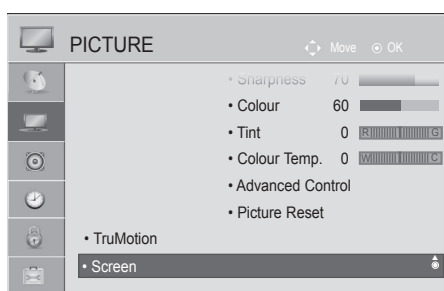 PICTURE
Move OK
• Sharpness 70
• Colour 60
• Tint 0 R G
• Colour Temp. 0 W C
• Advanced Control
• Picture Reset
• TruMotion
• Screen